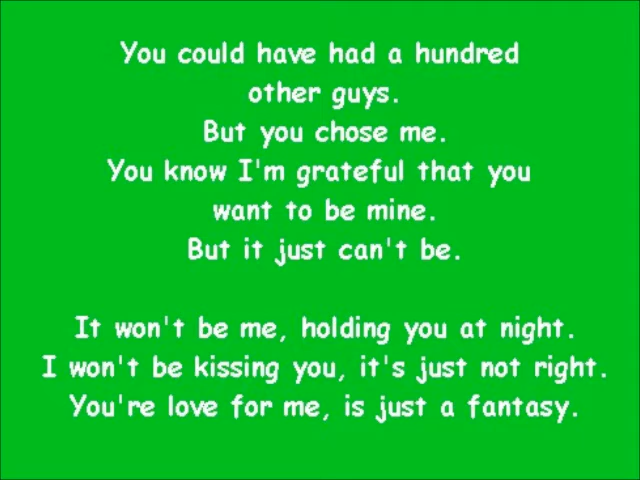 You could have had a hundred
other guys.
But you chose me.
You know I'm grateful that you
want to be mine.
But it just can't be.
It won't be me, holding you at night.
I won't be kissing you, it's just not right.
You're love for me, is just a fantasy.